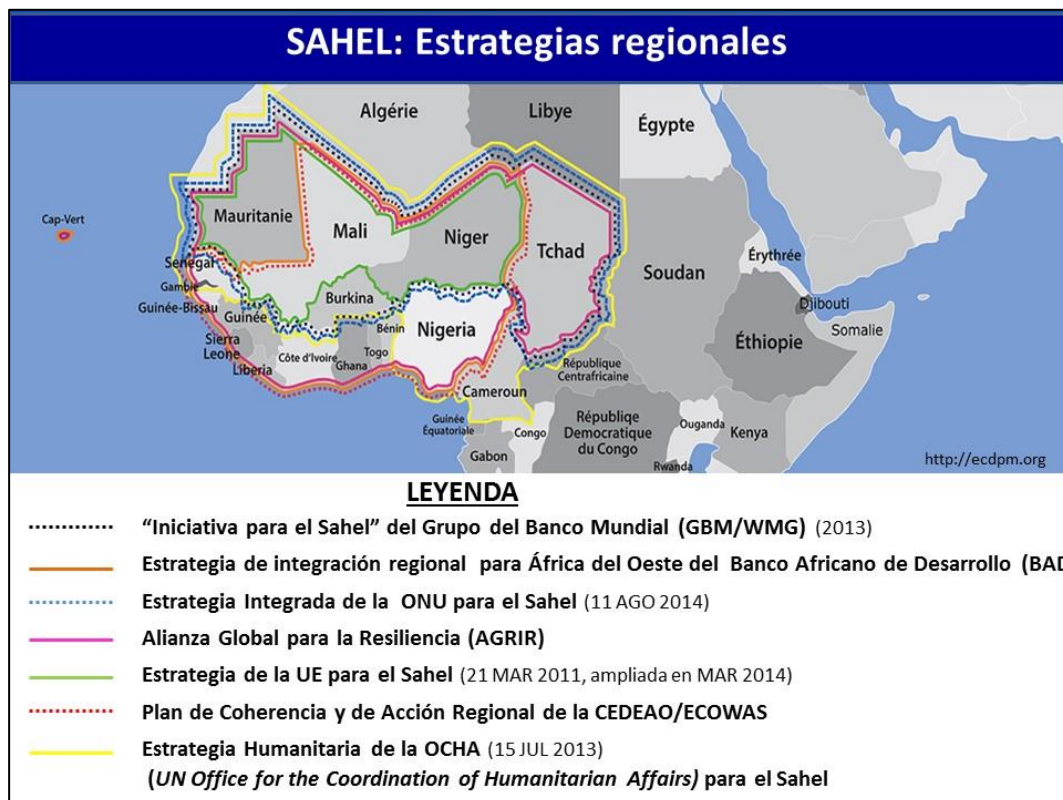 SAHEL: Estrategias regionales
Algérie
Libye
Égypte
Cap-Vert
Mauritanie
Mali
Niger
Tchad
Soudan
Érythrée
Sénégal
Gambie
Guinée-Bissau
Guinée
Burkina
Bénin
Nigeria
Djibouti
Somalie
Éthiopie
Sierra
Leone
Liberia
Côte d'Ivoire
Ghana
Togo
Cameroun
République
Centrafricaine
Guinée
Équatoriale
Congo
Gabon
Républiqe
Democratique
du Congo
Ouganda
Kenya
Rwanda
http://ecdpm.org
LEYENDA
"Iniciativa para el Sahel" del Grupo del Banco Mundial (GBM/WMG) (2013)
Estrategia de integración regional para África del Oeste del Banco Africano de Desarrollo (BAD
Estrategia Integrada de la ONU para el Sahel (11 AGO 2014)
Alianza Global para la Resiliencia (AGRIR)
Estrategia de la UE para el Sahel (21 MAR 2011, ampliada en MAR 2014)
Plan de Coherencia y de Acción Regional de la CEDEAO/ECOWAS
Estrategia Humanitaria de la OCHA (15 JUL 2013)
(UN Office for the Coordination of Humanitarian Affairs) para el Sahel